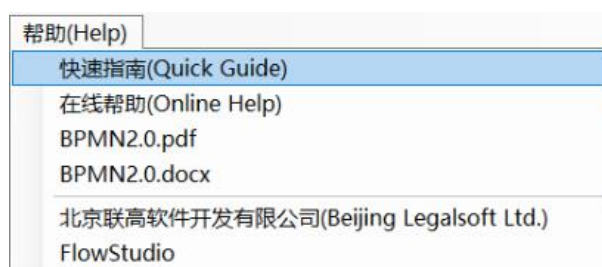 帮助(Help)
快速指南(Quick Guide)
在线帮助(Online Help)
BPMN2.0.pdf
BPMN2.0.docx
北京联高软件开发有限公司(Beijing Legalsoft Ltd.)
FlowStudio